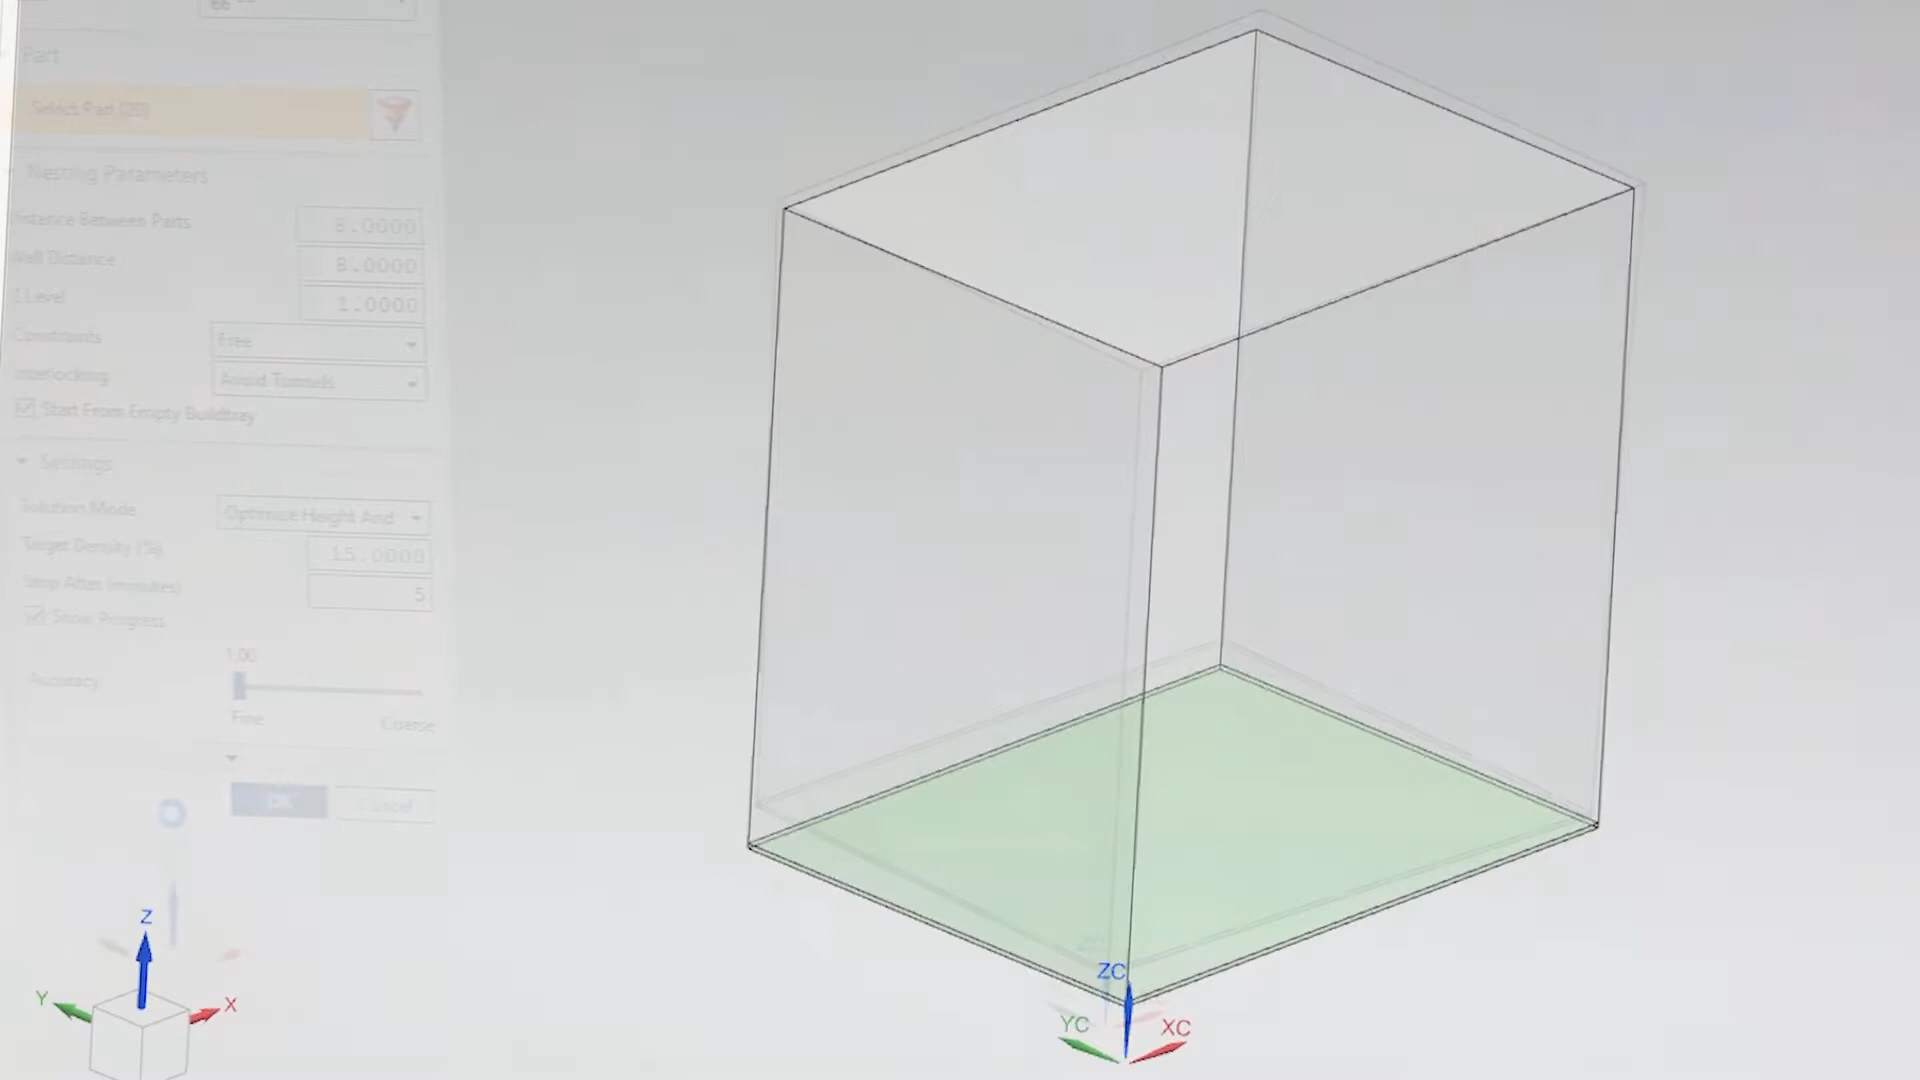 Part
Select Part (20)
Nesting Parameters
Distance Between Parts 8.0000
Wall Distance 8.0000
Z Level 1.0000
Constraints Free
Interlocking Avoid Tunnels
Start From Empty Buildtray
Settings
Solution Mode Optimize Height And
Target Density (%) 15.0000
Stop After (minutes) 5
Show Progress
1.00
Accuracy
Fine Coarse
OK Cancel
Z
Y X
ZC
YC XC